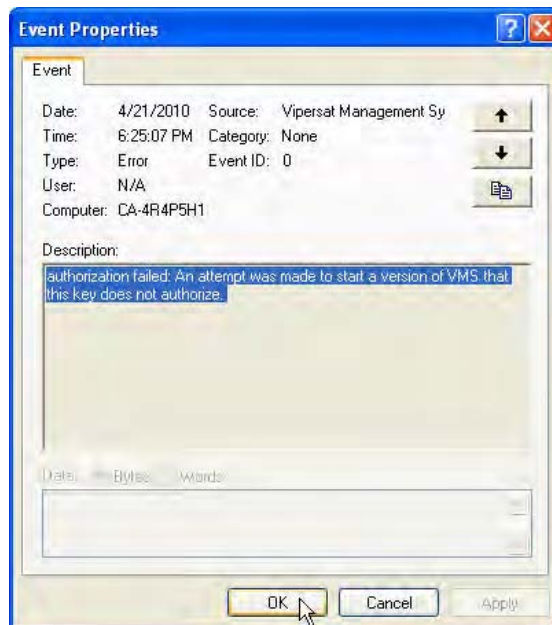 Event Properties
Event
Date: 4/21/2010 Source: Vipersat Management Sy
Time: 6:25:07 PM Category: None
Type: Error Event ID: 0
User: N/A
Computer: CA-4R4P5H1
Description:
authorization failed: An attempt was made to start a version of VMS that
this key does not authorize.
Data: Bytes Words
OK Cancel Apply